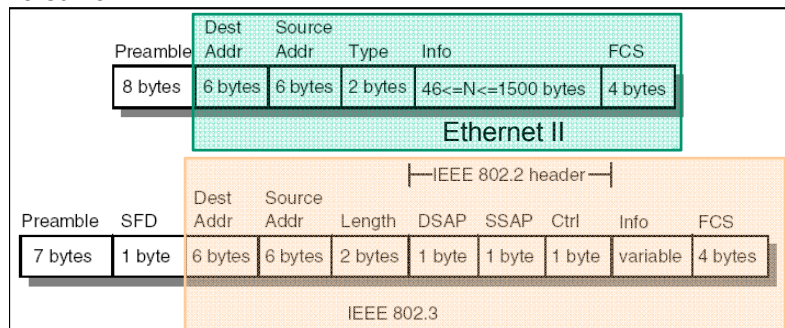 Dest Source
Preamble Addr Addr Type Info FCS
8 bytes 6 bytes 6 bytes 2 bytes 46<=N<=1500 bytes 4 bytes
Ethernet II
IEEE 802.2 header
Dest Source
Preamble SFD Addr Addr Length DSAP SSAP Ctrl Info FCS
7 bytes 1 byte 6 bytes 6 bytes 2 bytes 1 byte 1 byte 1 byte variable 4 bytes
IEEE 802.3